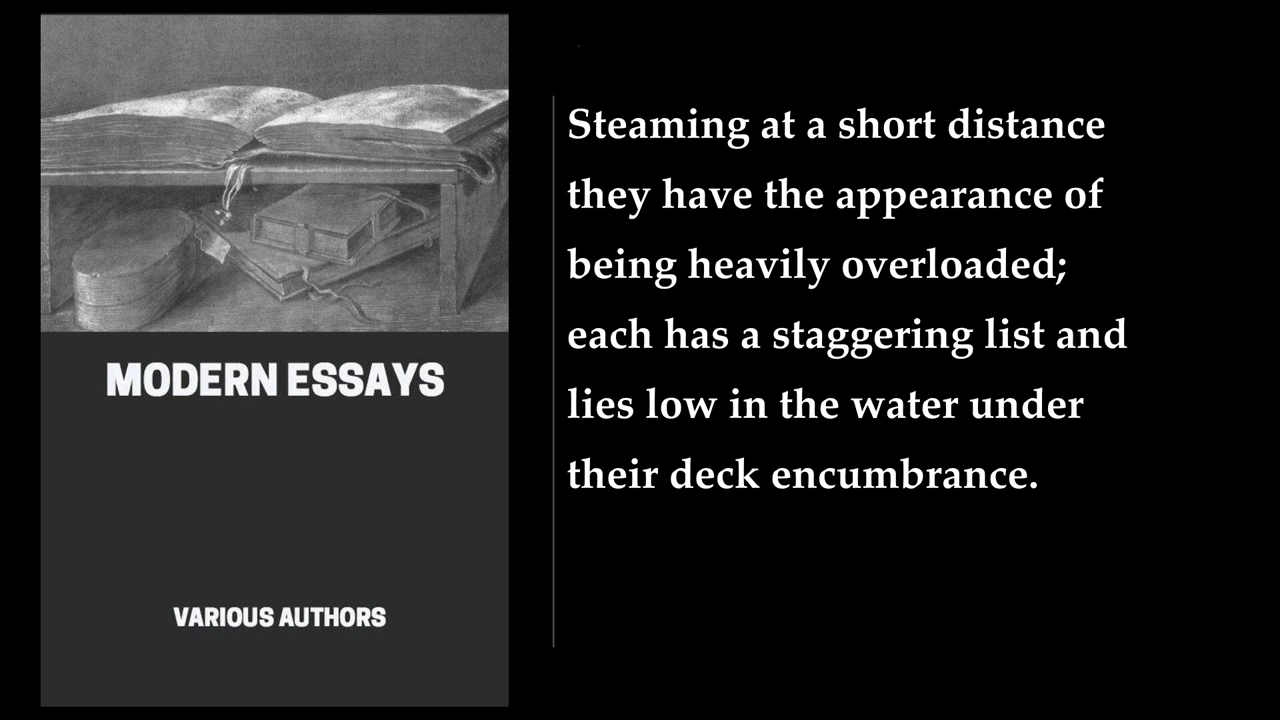 MODERN ESSAYS
VARIOUS AUTHORS
Steaming at a short distance
they have the appearance of
being heavily overloaded;
each has a staggering list and
lies low in the water under
their deck encumbrance.